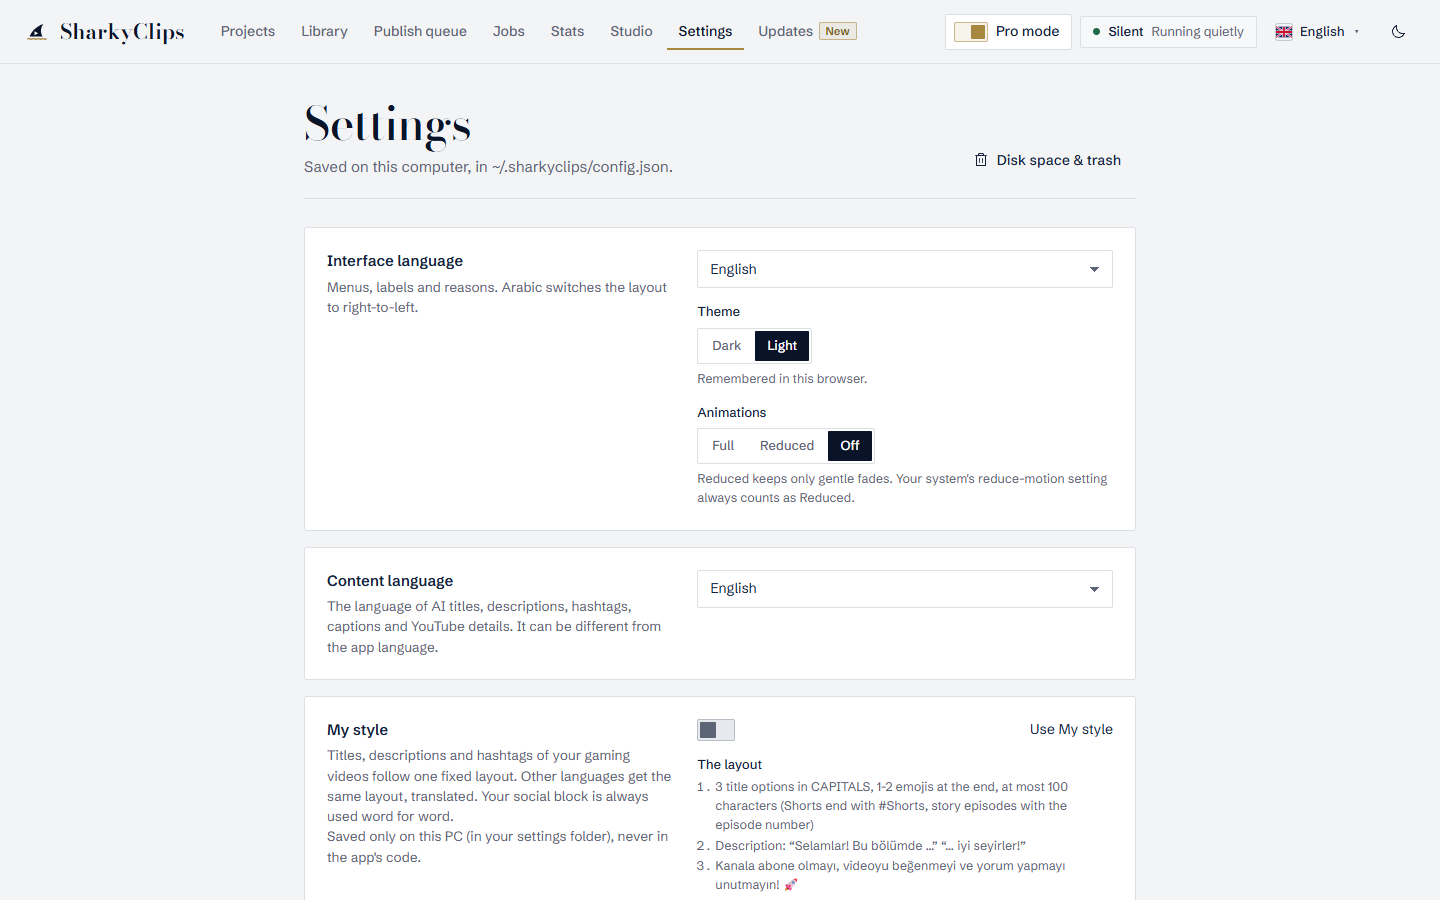 SharkyClips
Projects
Library
Publish queue
Jobs
Stats
Studio
Settings
Updates
New
Pro mode
Silent Running quietly
English
Settings
Saved on this computer, in ~/.sharkyclips/config.json.
Disk space & trash
Interface language
Menus, labels and reasons. Arabic switches the layout
to right-to-left.
English
Theme
Dark
Light
Remembered in this browser.
Animations
Full
Reduced
Off
Reduced keeps only gentle fades. Your system's reduce-motion setting
always counts as Reduced.
Content language
The language of AI titles, descriptions, hashtags,
captions and YouTube details. It can be different from
the app language.
English
My style
Titles, descriptions and hashtags of your gaming
videos follow one fixed layout. Other languages get the
same layout, translated. Your social block is always
used word for word.
Saved only on this PC (in your settings folder), never in
the app's code.
Use My style
The layout
1. 3 title options in CAPITALS, 1-2 emojis at the end, at most 100
characters (Shorts end with #Shorts, story episodes with the
episode number)
2. Description: “Selamlar! Bu bölümde …” “… iyi seyirler!”
3. Kanala abone olmayı, videoyu beğenmeyi ve yorum yapmayı
unutmayın! 🚀